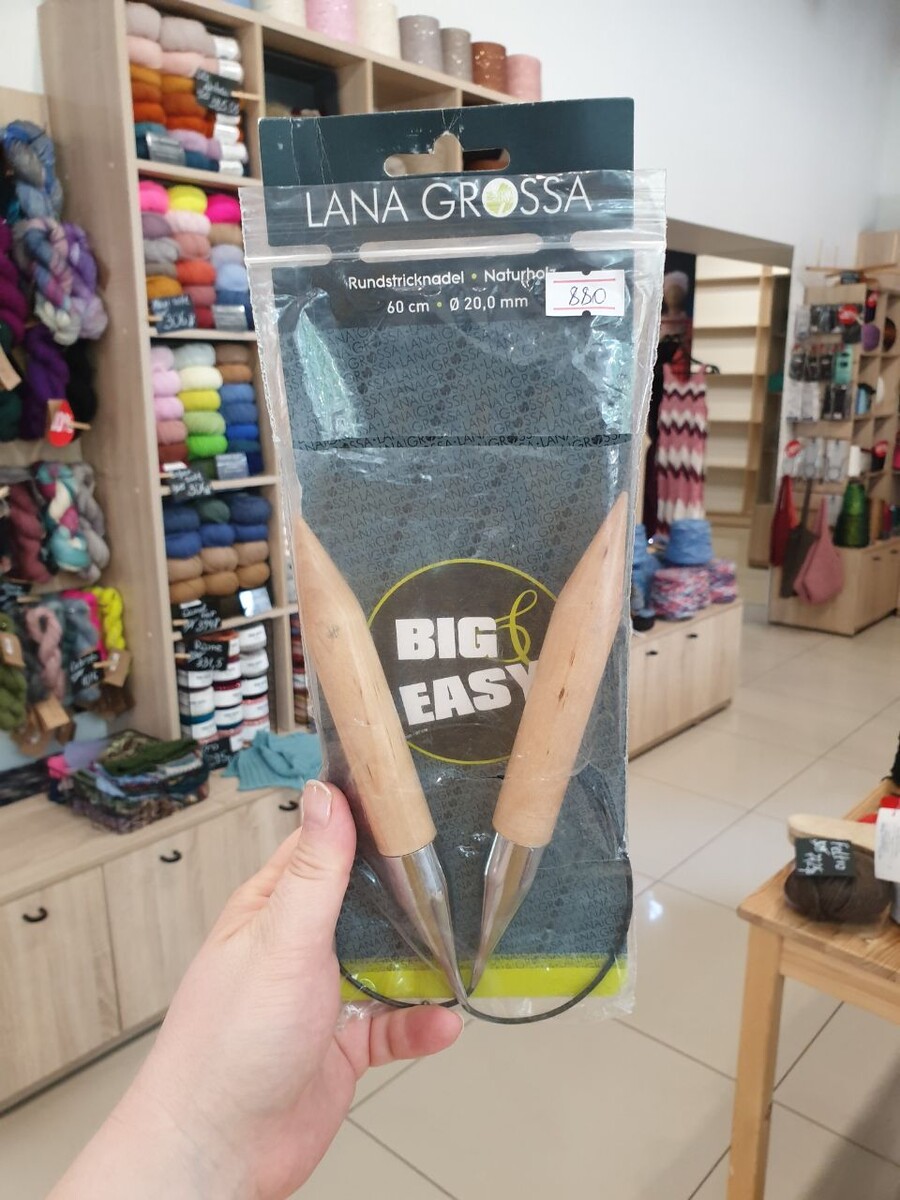 LANA GROSSA
Rundstricknadel • Naturholz
60 cm • Ø 20,0 mm
880
BIG &
EASY